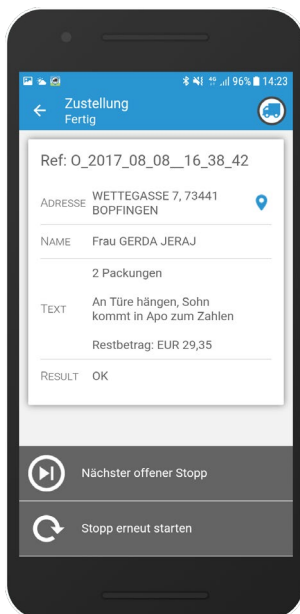 4G 96% 14:23
Zustellung
Fertig
Ref: O_2017_08_08__16_38_42
ADRESSE WETTEGASSE 7, 73441
BOPFINGEN
NAME Frau GERDA JERAJ
2 Packungen
TEXT An Türe hängen, Sohn
kommt in Apo zum Zahlen
Restbetrag: EUR 29,35
RESULT OK
Nächster offener Stopp
Stopp erneut starten